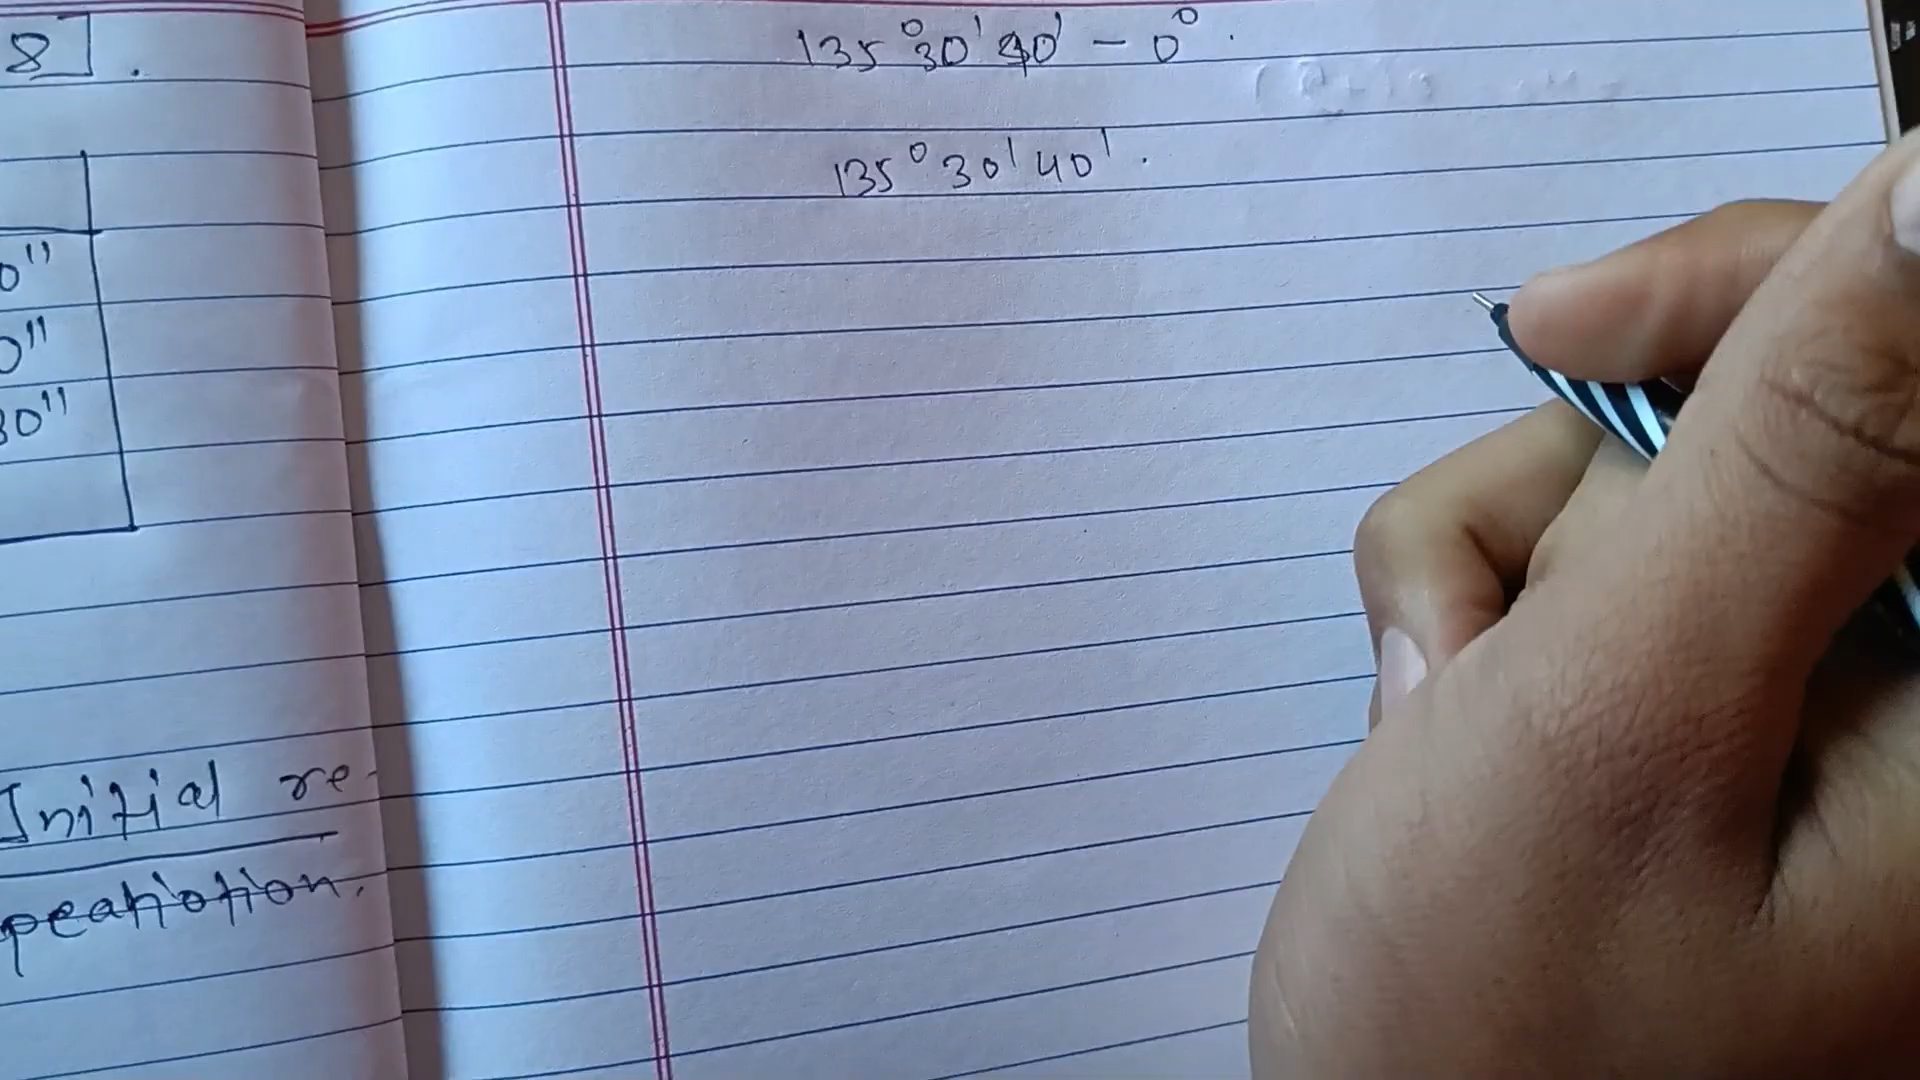 8 .
0"
0"
30"
Initial re-
peatiotion.
135°30'40' - 0° .
135°30'40' .